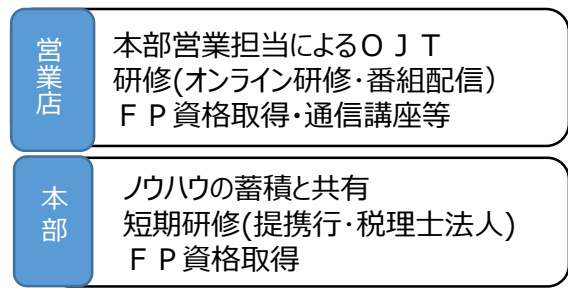 営業店
本部営業担当によるＯＪＴ
研修(オンライン研修・番組配信）
ＦＰ資格取得・通信講座等
本部
ノウハウの蓄積と共有
短期研修(提携行・税理士法人)
ＦＰ資格取得